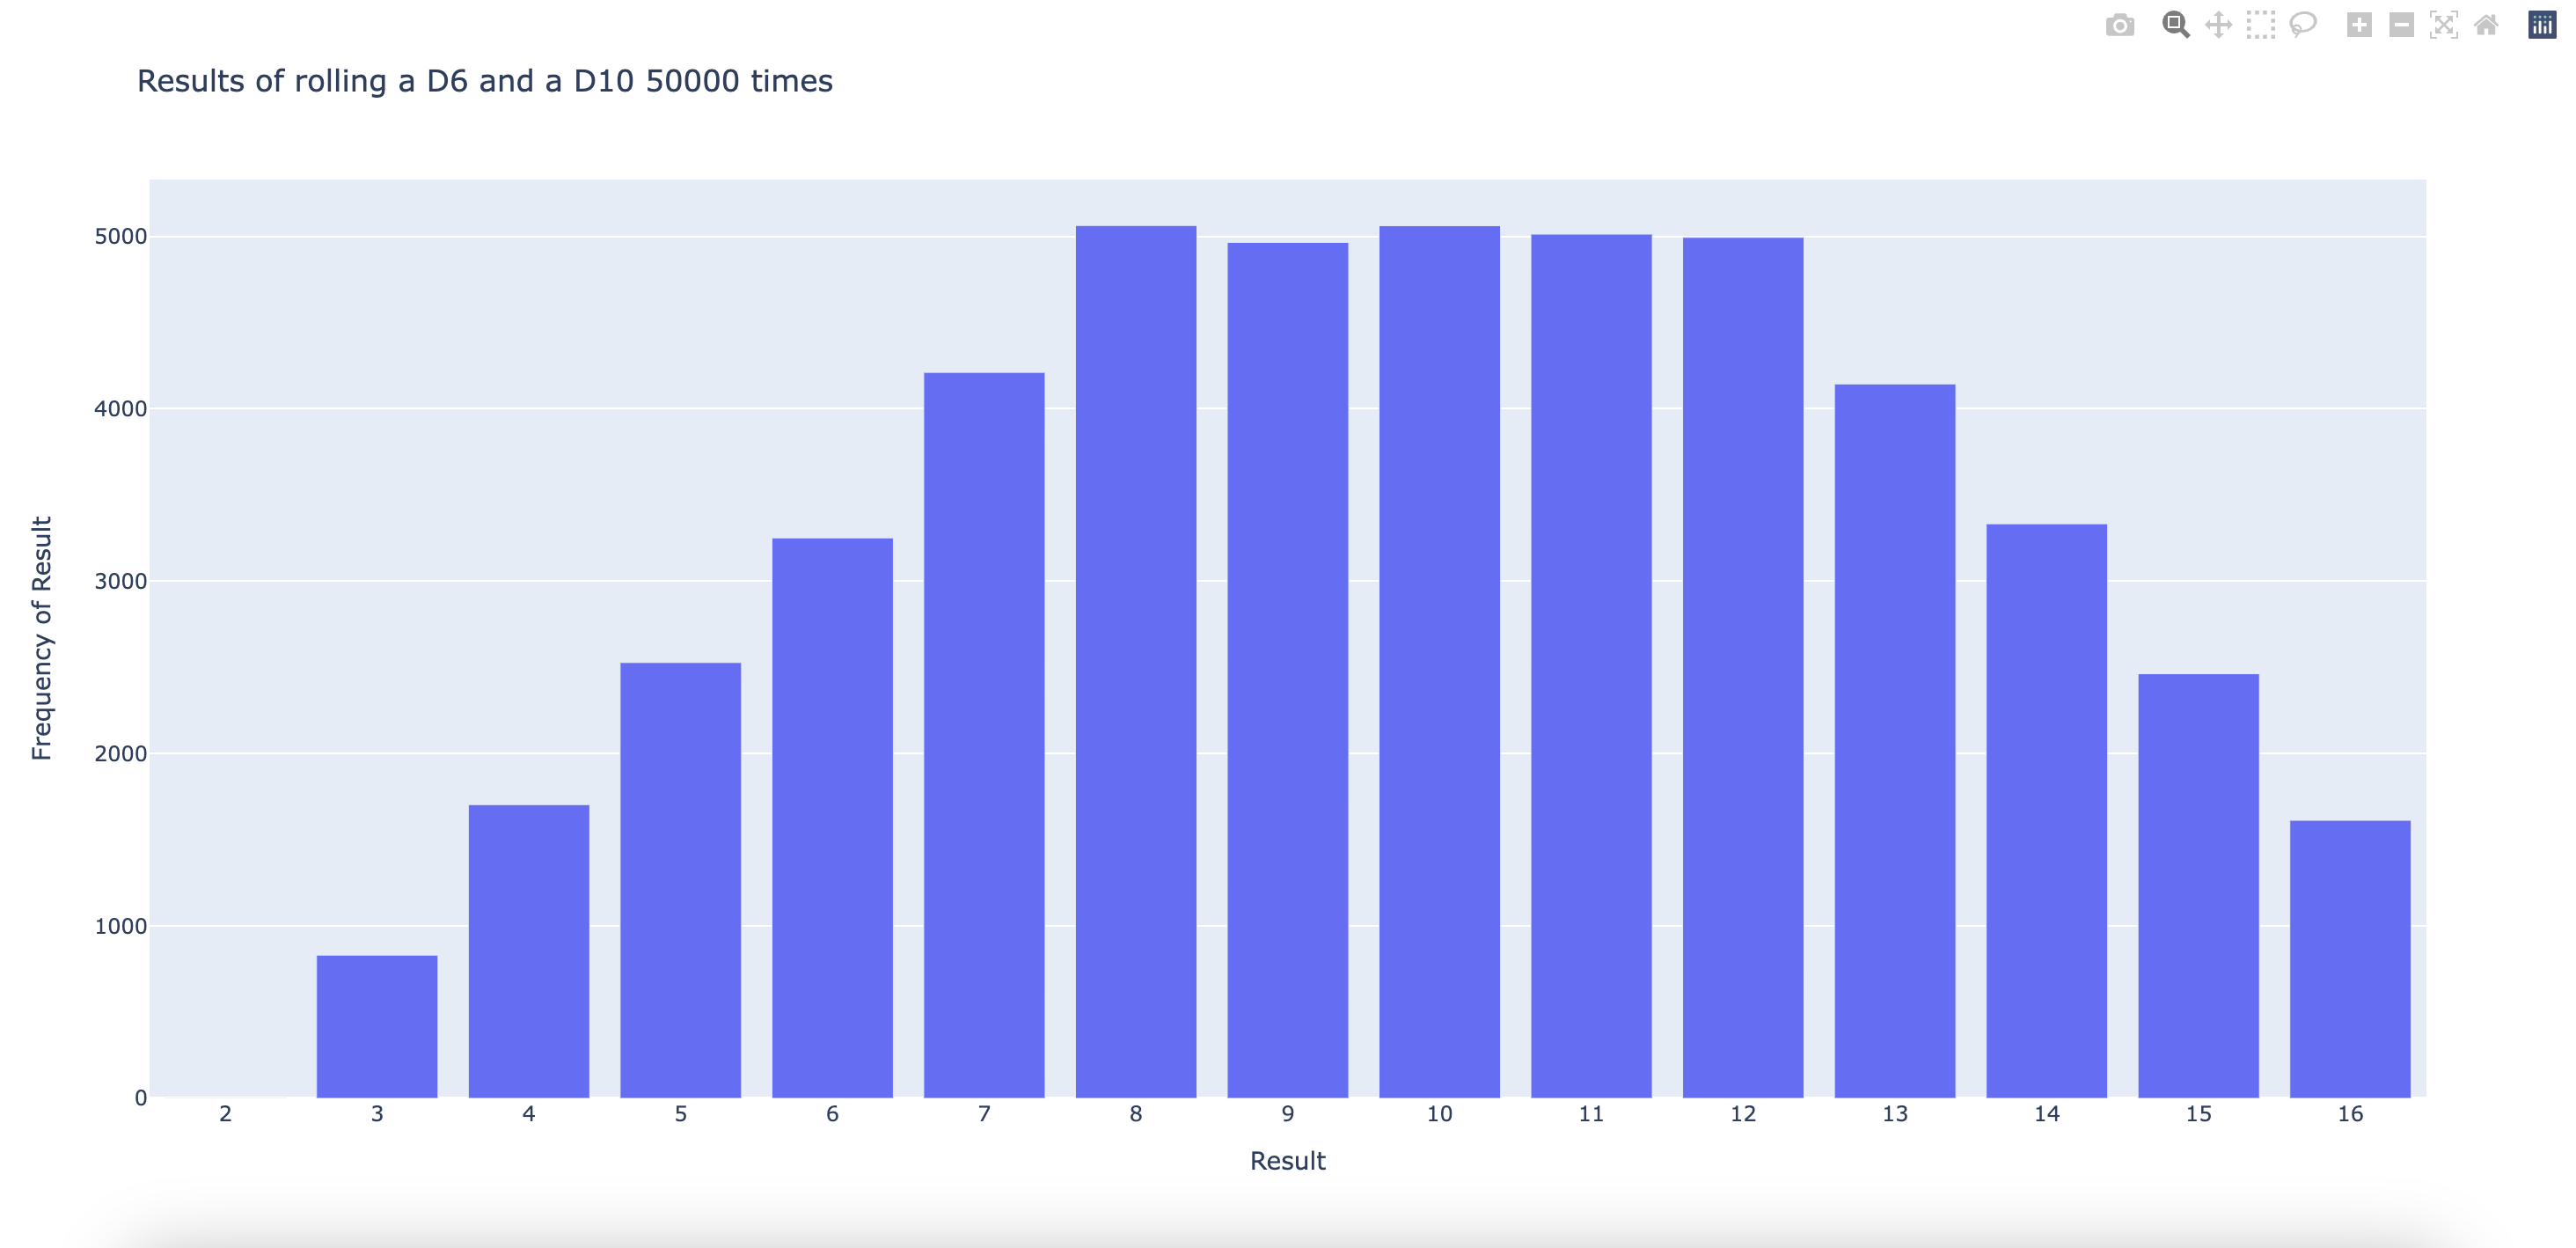 Results of rolling a D6 and a D10 50000 times
Frequency of Result
5000
4000
3000
2000
1000
0
2 3 4 5 6 7 8 9 10 11 12 13 14 15 16
Result